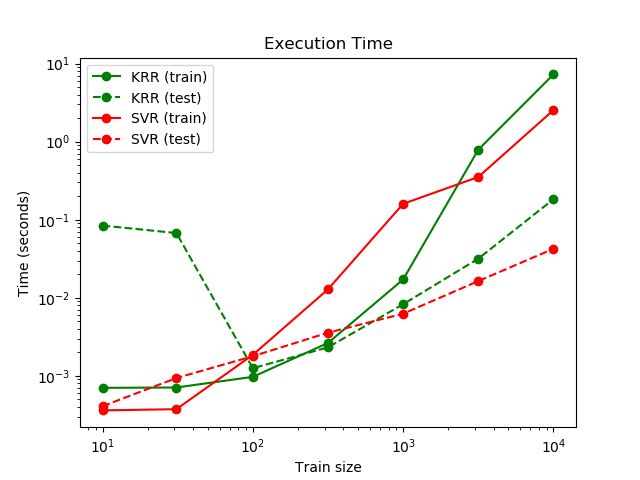 Execution Time
KRR (train)
KRR (test)
SVR (train)
SVR (test)
Time (seconds)
10¹
10⁰
10⁻¹
10⁻²
10⁻³
10¹ 10² 10³ 10⁴
Train size